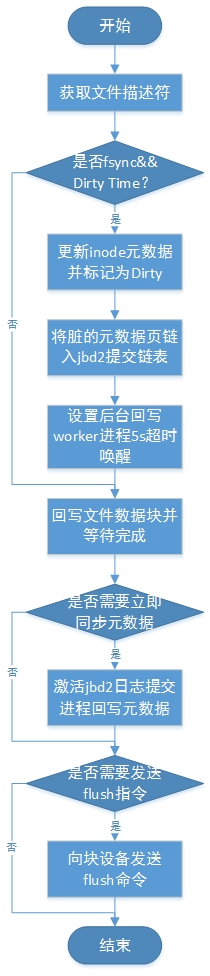 开始
获取文件描述符
是否fsync&&
Dirty Time?
是
否
更新inode元数据
并标记为Dirty
将脏的元数据页链
入jbd2提交链表
设置后台回写
worker进程5s超时
唤醒
回写文件数据块并
等待完成
是否需要立即
同步元数据
是
否
激活jbd2日志提交
进程回写元数据
是否需要发送
flush指令
是
否
向块设备发送
flush命令
结束